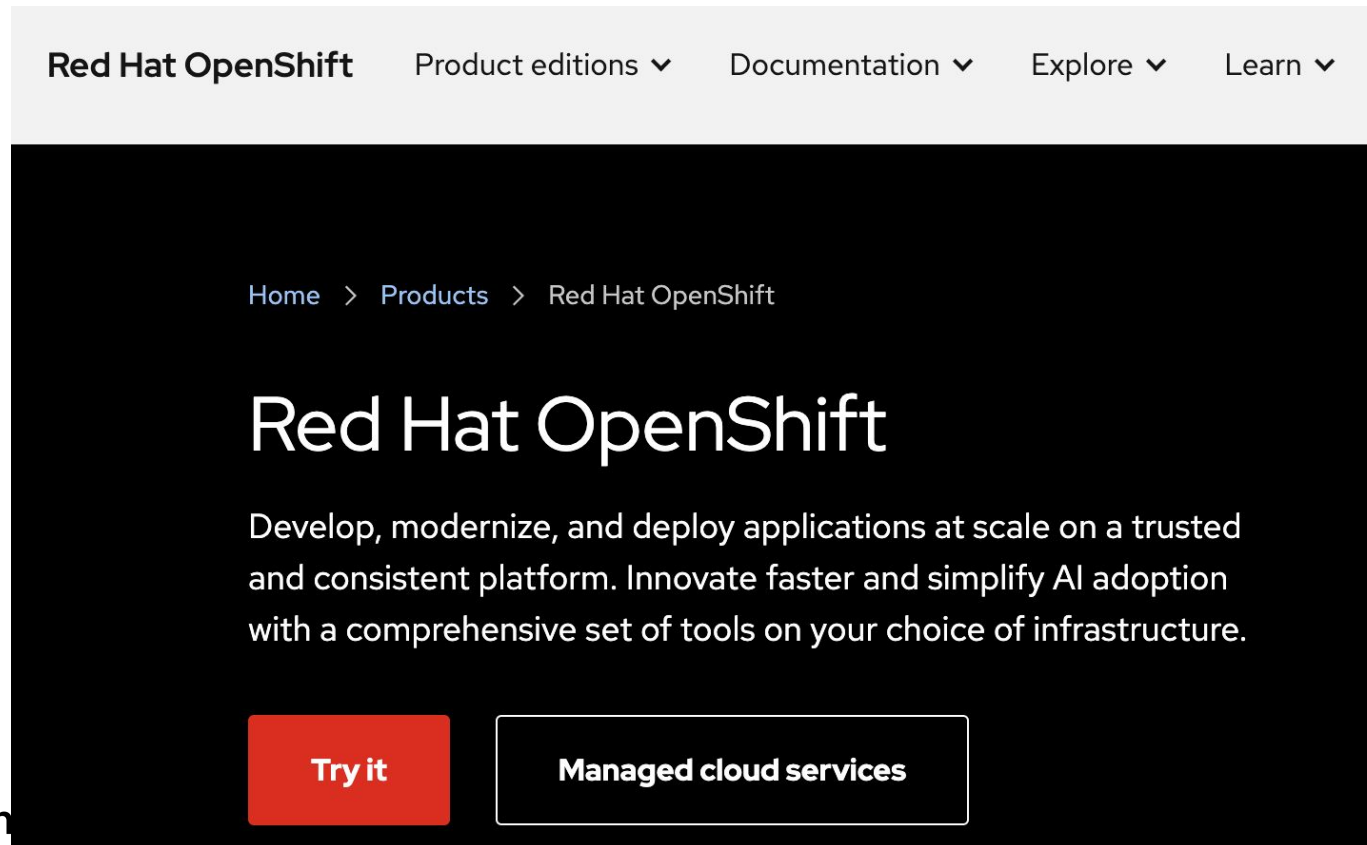 Red Hat OpenShift Product editions Documentation Explore Learn
Home > Products > Red Hat OpenShift
Red Hat OpenShift
Develop, modernize, and deploy applications at scale on a trusted
and consistent platform. Innovate faster and simplify AI adoption
with a comprehensive set of tools on your choice of infrastructure.
Try it Managed cloud services